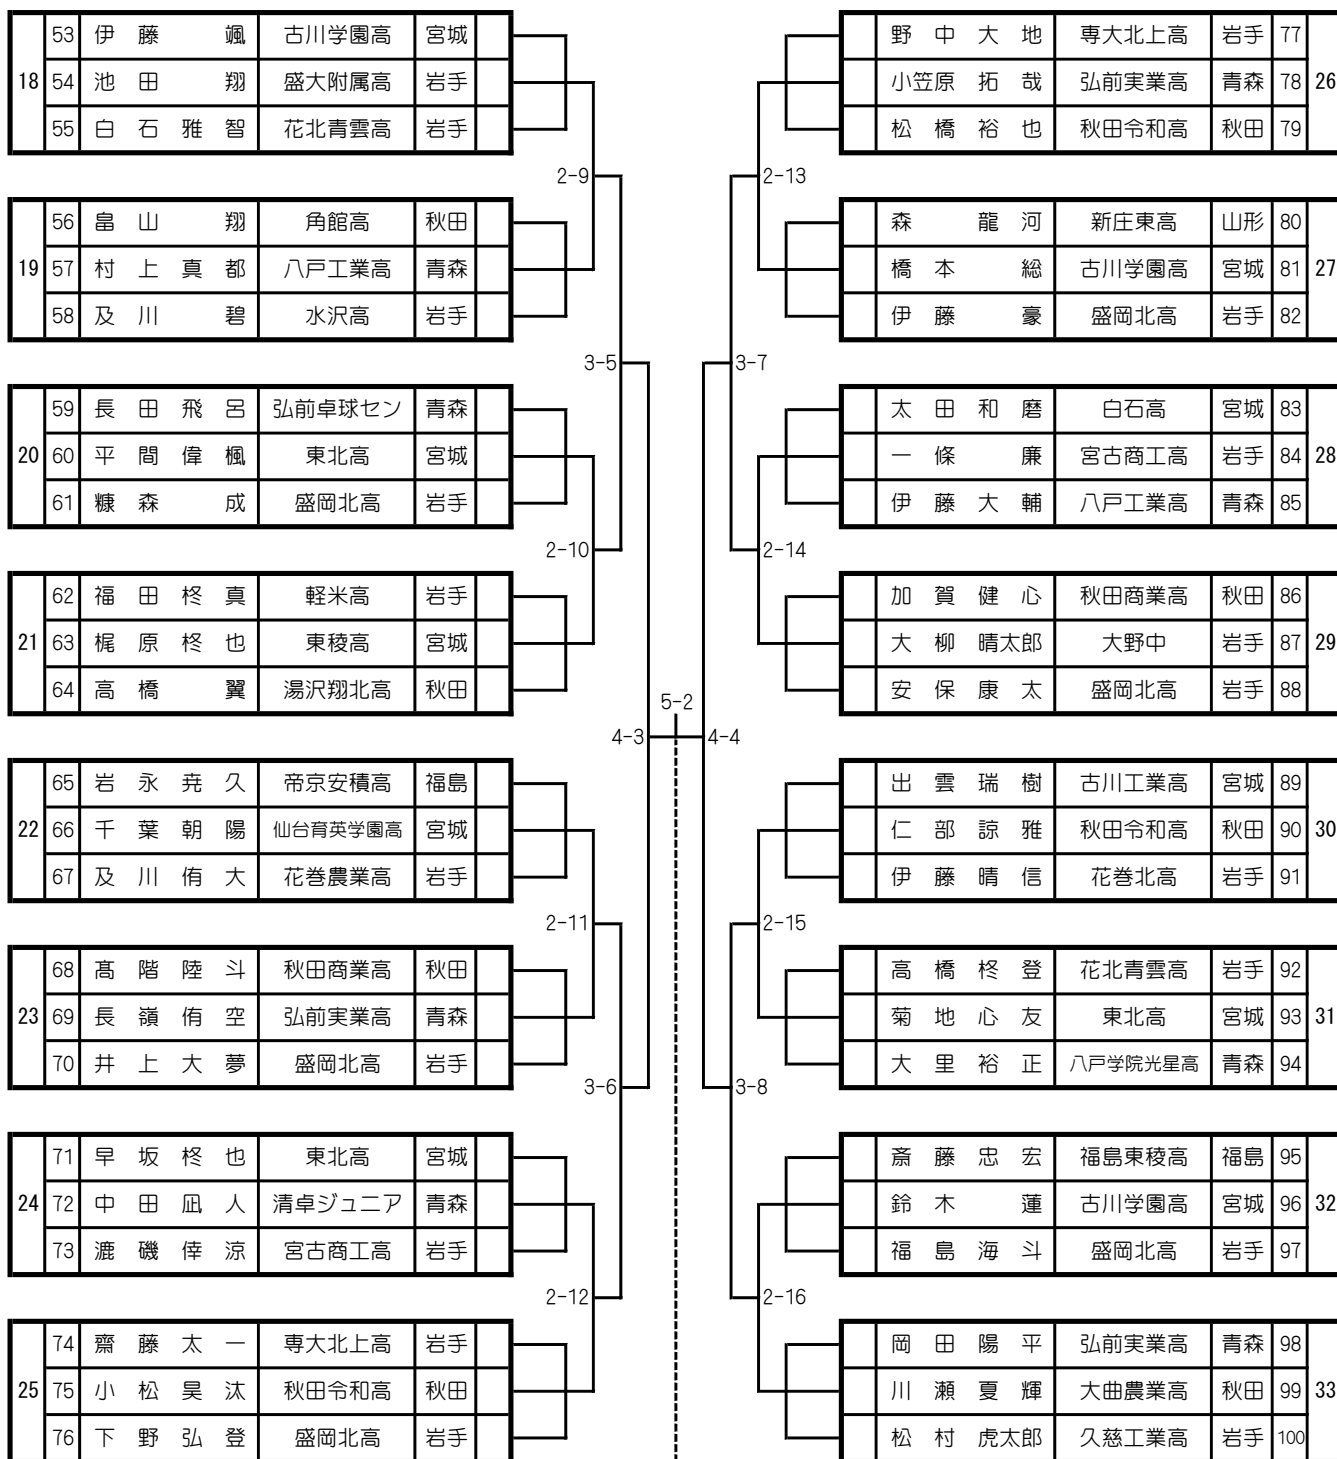 18
53 伊藤 颯 古川学園高 宮城
54 池田 翔 盛大附属高 岩手
55 白石雅智 花北青雲高 岩手
2-9
19
56 畠山 翔 角館高 秋田
57 村上真都 八戸工業高 青森
58 及川 碧 水沢高 岩手
3-5
20
59 長田飛呂 弘前卓球セン 青森
60 平間偉楓 東北高 宮城
61 糠森 成 盛岡北高 岩手
2-10
21
62 福田柊真 軽米高 岩手
63 梶原柊也 東稜高 宮城
64 高橋 翼 湯沢翔北高 秋田
4-3
5-2
22
65 岩永尭久 帝京安積高 福島
66 千葉朝陽 仙台育英学園高 宮城
67 及川侑大 花巻農業高 岩手
2-11
23
68 髙階陸斗 秋田商業高 秋田
69 長嶺侑空 弘前実業高 青森
70 井上大夢 盛岡北高 岩手
3-6
24
71 早坂柊也 東北高 宮城
72 中田凪人 清卓ジュニア 青森
73 漉磯倖涼 宮古商工高 岩手
2-12
25
74 齋藤太一 専大北上高 岩手
75 小松昊汰 秋田令和高 秋田
76 下野弘登 盛岡北高 岩手
野中大地 専大北上高 岩手 77
小笠原拓哉 弘前実業高 青森 78
松橋裕也 秋田令和高 秋田 79
26
2-13
森 龍河 新庄東高 山形 80
橋本 総 古川学園高 宮城 81
伊藤 豪 盛岡北高 岩手 82
27
3-7
太田和磨 白石高 宮城 83
一條 廉 宮古商工高 岩手 84
伊藤大輔 八戸工業高 青森 85
28
2-14
加賀健心 秋田商業高 秋田 86
大柳晴太郎 大野中 岩手 87
安保康太 盛岡北高 岩手 88
29
4-4
出雲瑞樹 古川工業高 宮城 89
仁部諒雅 秋田令和高 秋田 90
伊藤晴信 花巻北高 岩手 91
30
2-15
高橋柊登 花北青雲高 岩手 92
菊地心友 東北高 宮城 93
大里裕正 八戸学院光星高 青森 94
31
3-8
斎藤忠宏 福島東稜高 福島 95
鈴木 蓮 古川学園高 宮城 96
福島海斗 盛岡北高 岩手 97
32
2-16
岡田陽平 弘前実業高 青森 98
川瀬夏輝 大曲農業高 秋田 99
松村虎太郎 久慈工業高 岩手 100
33